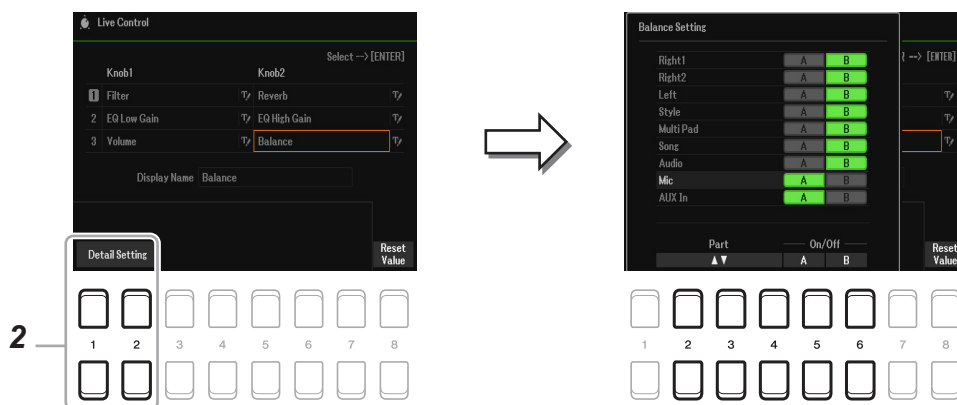 Live Control
Select --> [ENTER]
Knob1 Knob2
1 Filter Reverb
2 EQ Low Gain EQ High Gain
3 Volume Balance
Display Name Balance
Detail Setting
Reset
Value
2
1 2 3 4 5 6 7 8
Balance Setting
--> [ENTER]
Right1 A B
Right2 A B
Left A B
Style A B
Multi Pad A B
Song A B
Audio A B
Mic A B
AUX In A B
Part On/Off
▲▼ A B
Reset
Value
1 2 3 4 5 6 7 8